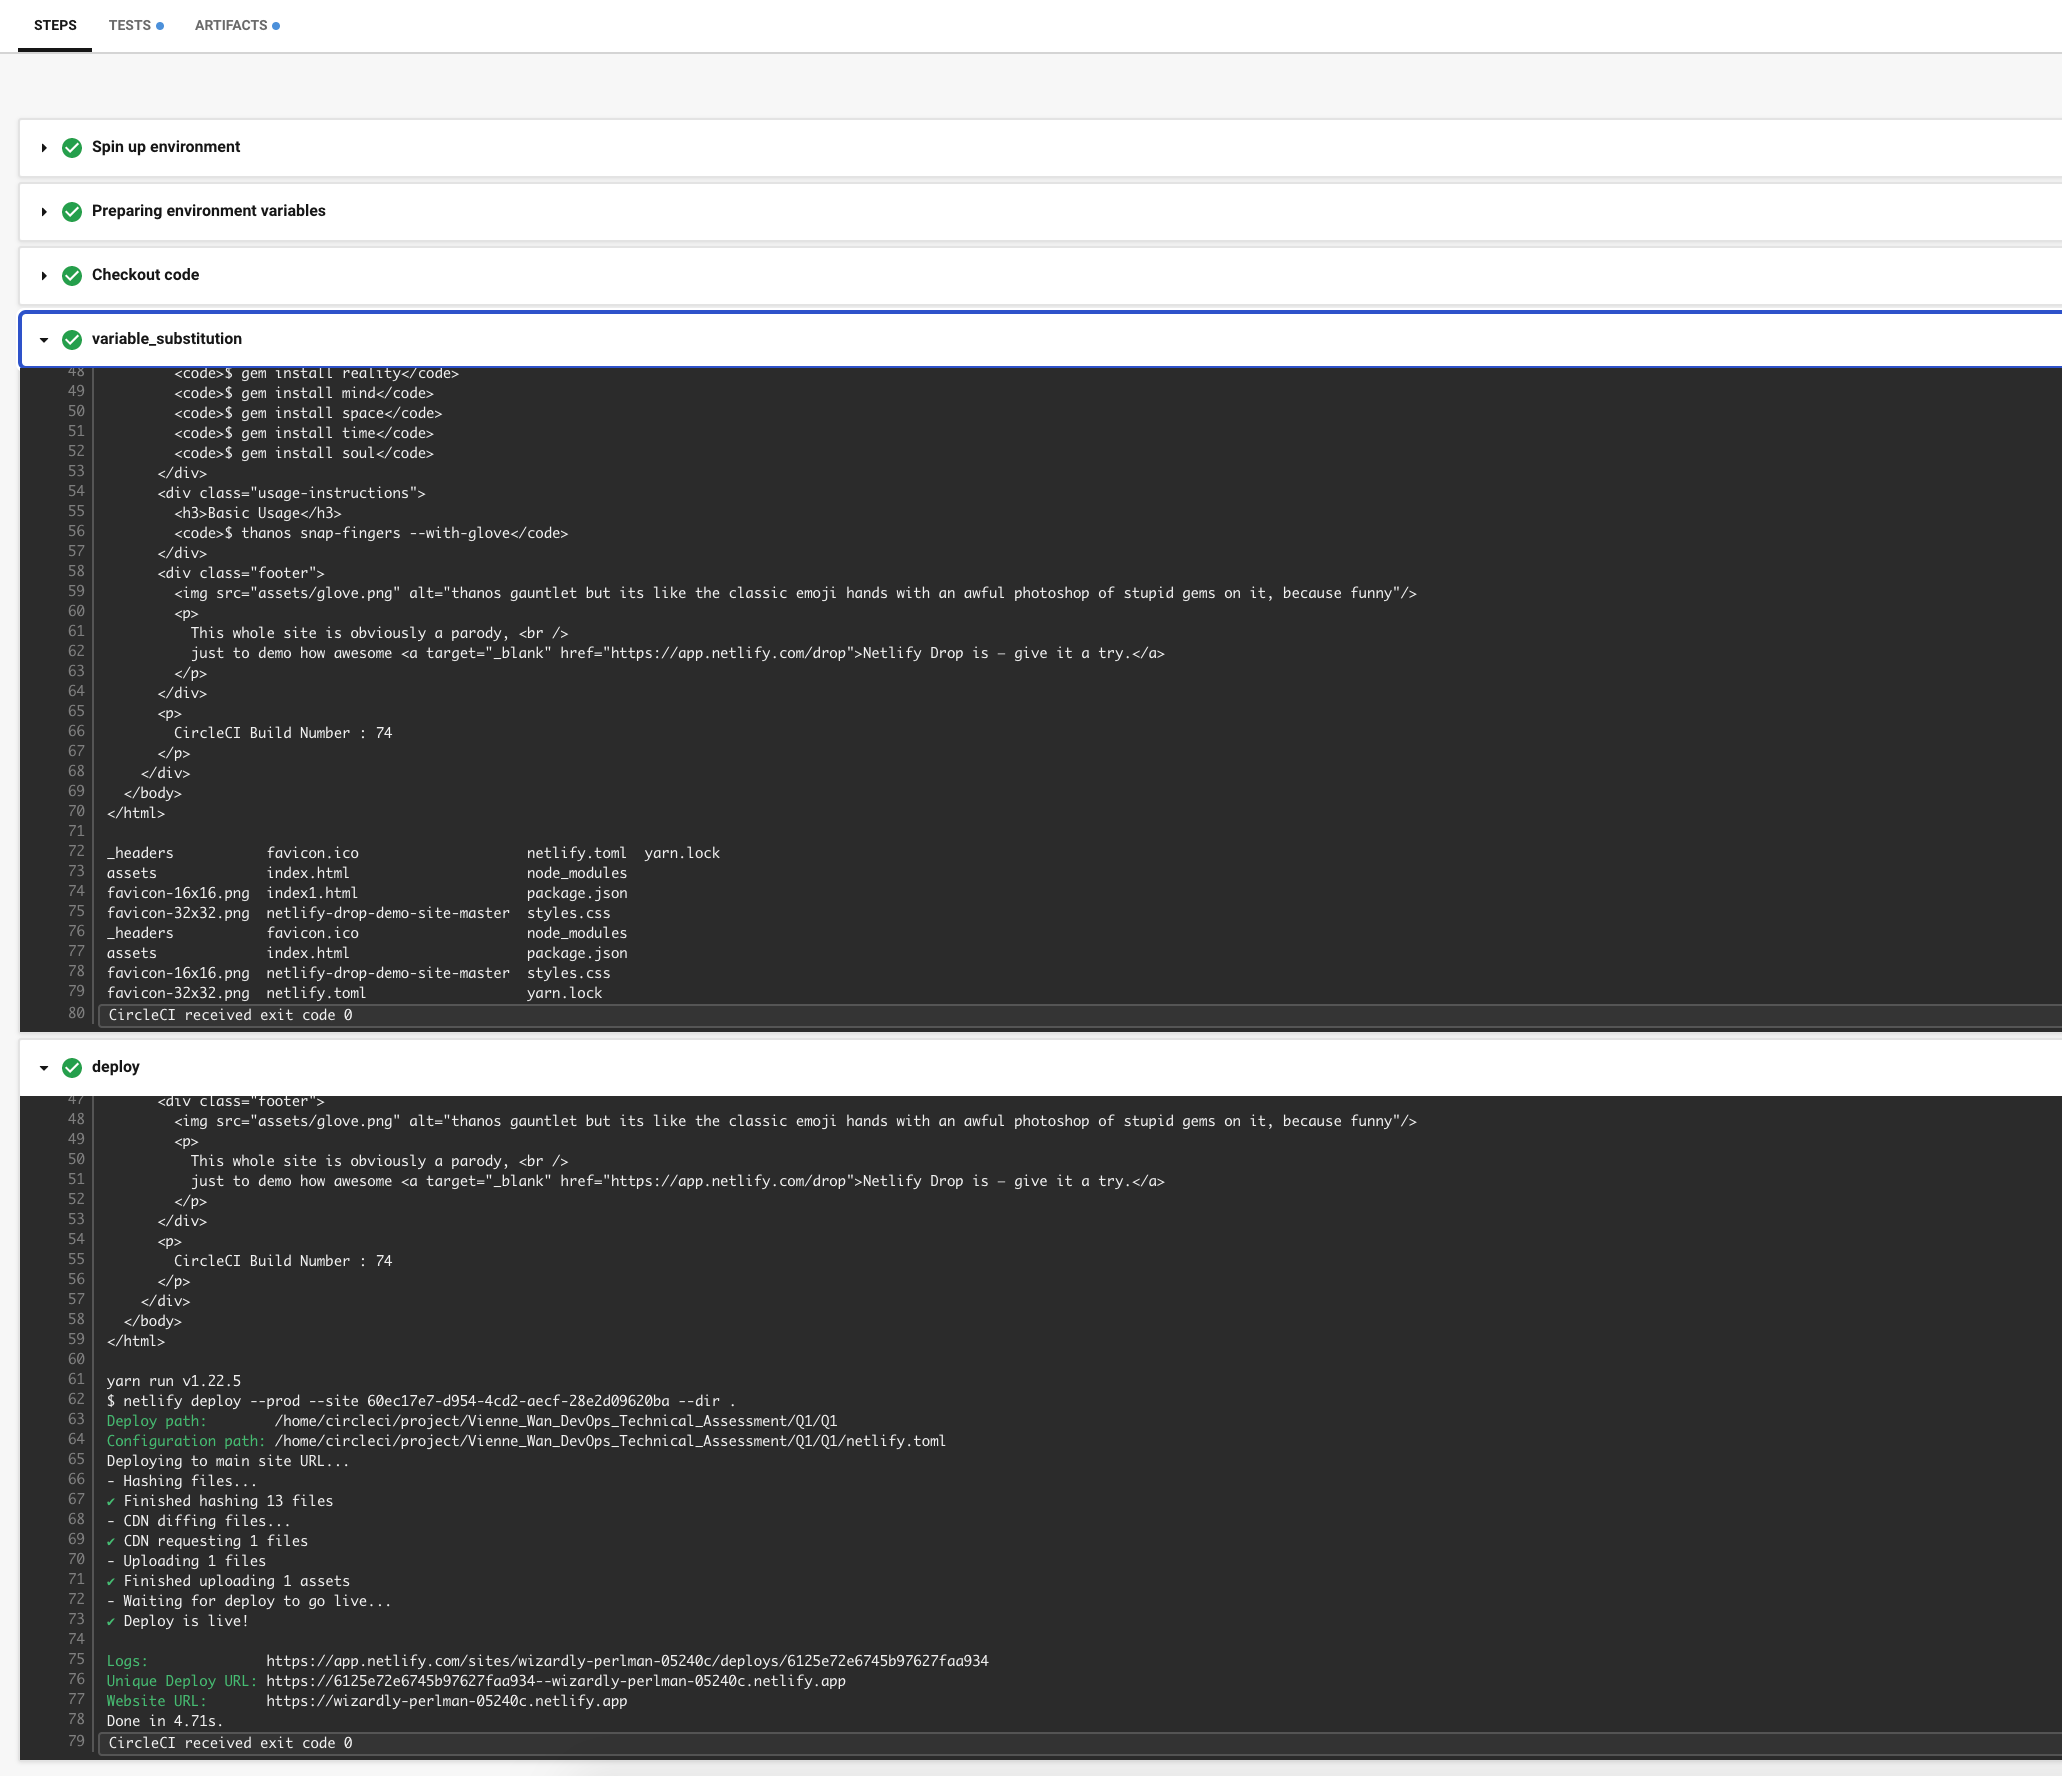 STEPS TESTS ARTIFACTS
Spin up environment
Preparing environment variables
Checkout code
variable_substitution
48 <code>$ gem install reality</code>
49 <code>$ gem install mind</code>
50 <code>$ gem install space</code>
51 <code>$ gem install time</code>
52 <code>$ gem install soul</code>
53 </div>
54 <div class="usage-instructions">
55 <h3>Basic Usage</h3>
56 <code>$ thanos snap-fingers --with-glove</code>
57 </div>
58 <div class="footer">
59 <img src="assets/glove.png" alt="thanos gauntlet but its like the classic emoji hands with an awful photoshop of stupid gems on it, because funny"/>
60 <p>
61 This whole site is obviously a parody, <br />
62 just to demo how awesome <a target="_blank" href="https://app.netlify.com/drop">Netlify Drop is – give it a try.</a>
63 </p>
64 </div>
65 <p>
66 CircleCI Build Number : 74
67 </p>
68 </div>
69 </body>
70 </html>
71
72 _headers favicon.ico netlify.toml yarn.lock
73 assets index.html node_modules
74 favicon-16x16.png index1.html package.json
75 favicon-32x32.png netlify-drop-demo-site-master styles.css
76 _headers favicon.ico node_modules
77 assets index.html package.json
78 favicon-16x16.png netlify-drop-demo-site-master styles.css
79 favicon-32x32.png netlify.toml yarn.lock
80 CircleCI received exit code 0
deploy
47 <div class="footer">
48 <img src="assets/glove.png" alt="thanos gauntlet but its like the classic emoji hands with an awful photoshop of stupid gems on it, because funny"/>
49 <p>
50 This whole site is obviously a parody, <br />
51 just to demo how awesome <a target="_blank" href="https://app.netlify.com/drop">Netlify Drop is – give it a try.</a>
52 </p>
53 </div>
54 <p>
55 CircleCI Build Number : 74
56 </p>
57 </div>
58 </body>
59 </html>
60
61 yarn run v1.22.5
62 $ netlify deploy --prod --site 60ec17e7-d954-4cd2-aecf-28e2d09620ba --dir .
63 Deploy path: /home/circleci/project/Vienne_Wan_DevOps_Technical_Assessment/Q1/Q1
64 Configuration path: /home/circleci/project/Vienne_Wan_DevOps_Technical_Assessment/Q1/Q1/netlify.toml
65 Deploying to main site URL...
66 - Hashing files...
67 ✔ Finished hashing 13 files
68 - CDN diffing files...
69 ✔ CDN requesting 1 files
70 - Uploading 1 files
71 ✔ Finished uploading 1 assets
72 - Waiting for deploy to go live...
73 ✔ Deploy is live!
74
75 Logs: https://app.netlify.com/sites/wizardly-perlman-05240c/deploys/6125e72e6745b97627faa934
76 Unique Deploy URL: https://6125e72e6745b97627faa934--wizardly-perlman-05240c.netlify.app
77 Website URL: https://wizardly-perlman-05240c.netlify.app
78 Done in 4.71s.
79 CircleCI received exit code 0